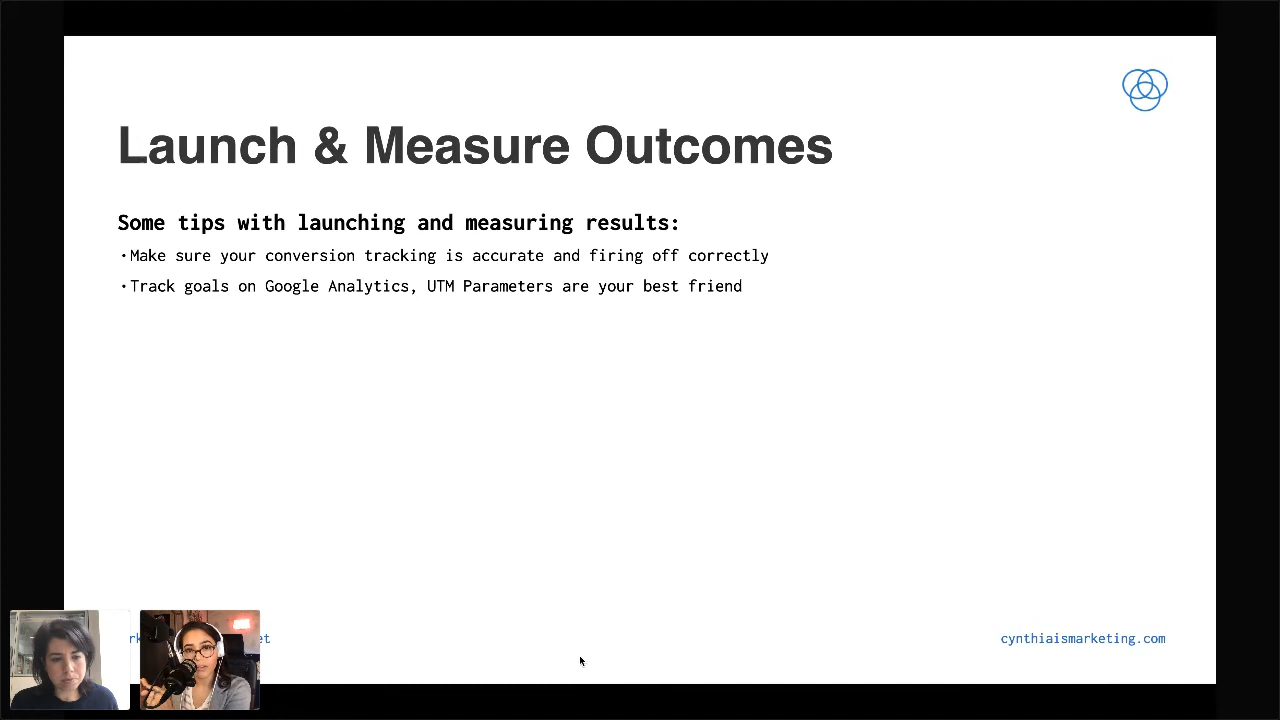 Launch & Measure Outcomes
Some tips with launching and measuring results:
•Make sure your conversion tracking is accurate and firing off correctly
•Track goals on Google Analytics, UTM Parameters are your best friend
cynthiaismarketing.com